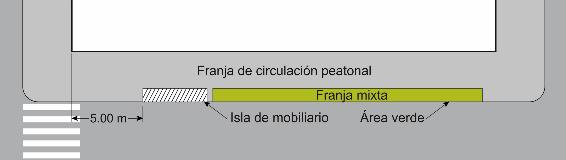 Franja de circulación peatonal
Franja mixta
5.00 m
Isla de mobiliario
Área verde